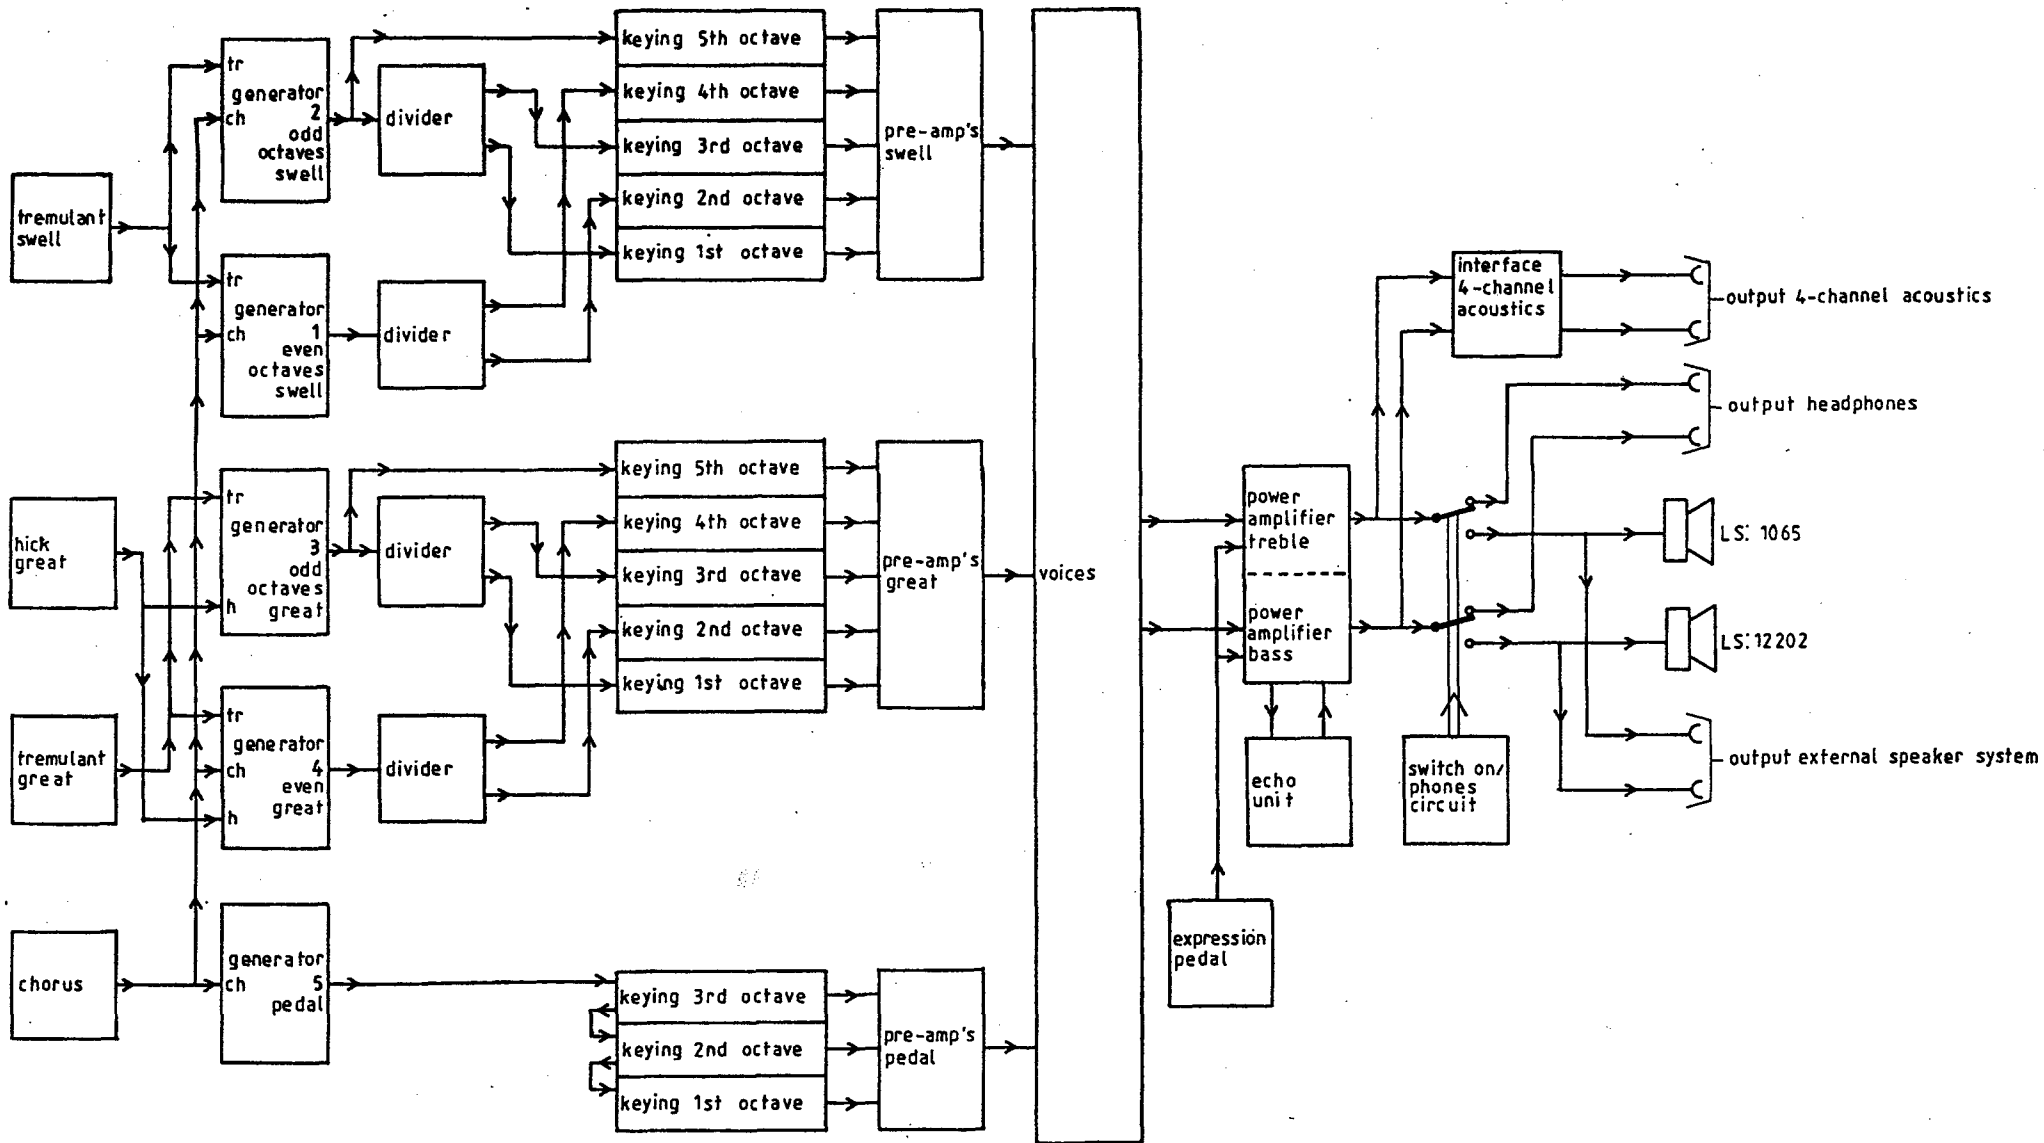 tremulant
swell
hick
great
tremulant
great
chorus
tr
generator
2
ch
odd
octaves
swell
tr
generator
1
ch
even
octaves
swell
tr
generator
3
odd
octaves
h
great
tr
generator
4
ch
even
great
h
generator
ch
5
pedal
divider
divider
divider
divider
keying 5th octave
keying 4th octave
keying 3rd octave
keying 2nd octave
keying 1st octave
keying 5th octave
keying 4th octave
keying 3rd octave
keying 2nd octave
keying 1st octave
keying 3rd octave
keying 2nd octave
keying 1st octave
pre-amp's
swell
pre-amp's
great
pre-amp's
pedal
voices
power
amplifier
treble
power
amplifier
bass
echo
unit
expression
pedal
switch on/
phones
circuit
interface
4-channel
acoustics
output 4-channel acoustics
output headphones
LS: 1065
LS: 12202
output external speaker system